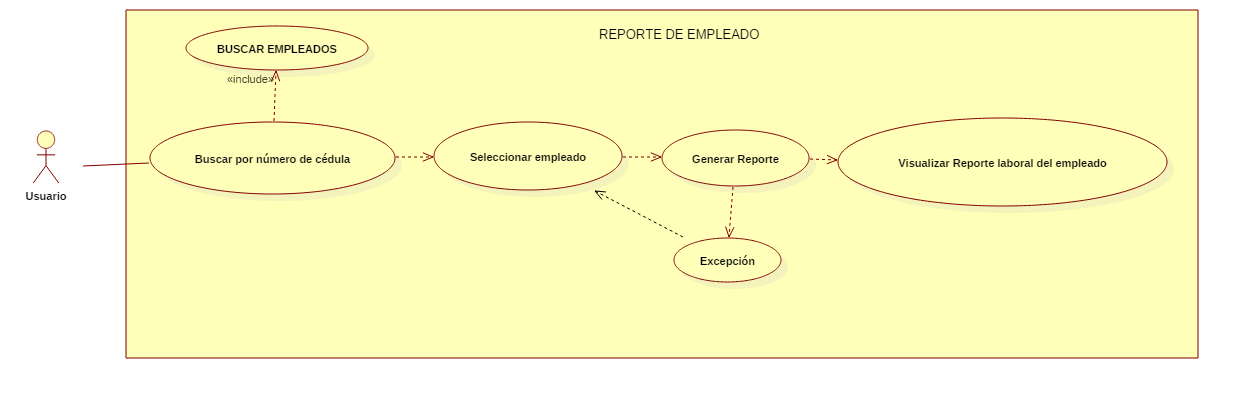 REPORTE DE EMPLEADO
BUSCAR EMPLEADOS
«include»
Buscar por número de cédula
Seleccionar empleado
Generar Reporte
Visualizar Reporte laboral del empleado
Usuario
Excepción